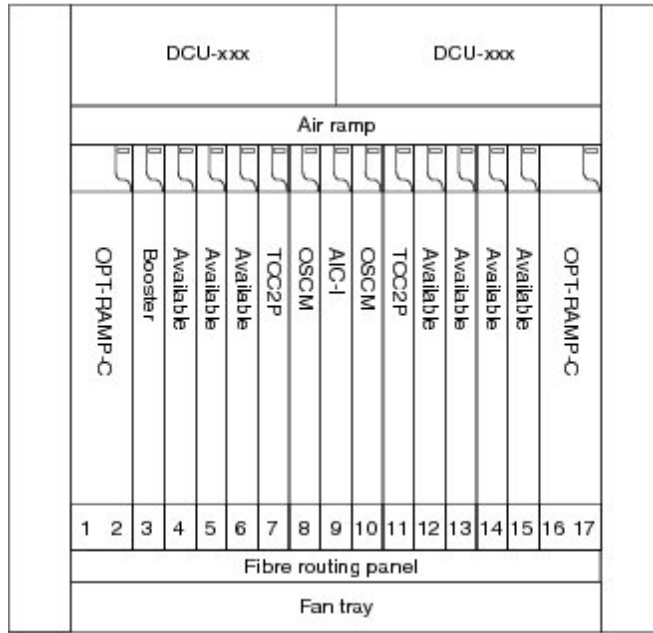 DCU-xxx DCU-xxx
Air ramp
OPT-RAMP-C
Booster
Available
Available
Available
TCC2P
OSCM
AIC-I
OSCM
TCC2P
Available
Available
Available
Available
OPT-RAMP-C
1 2 3 4 5 6 7 8 9 10 11 12 13 14 15 16 17
Fibre routing panel
Fan tray